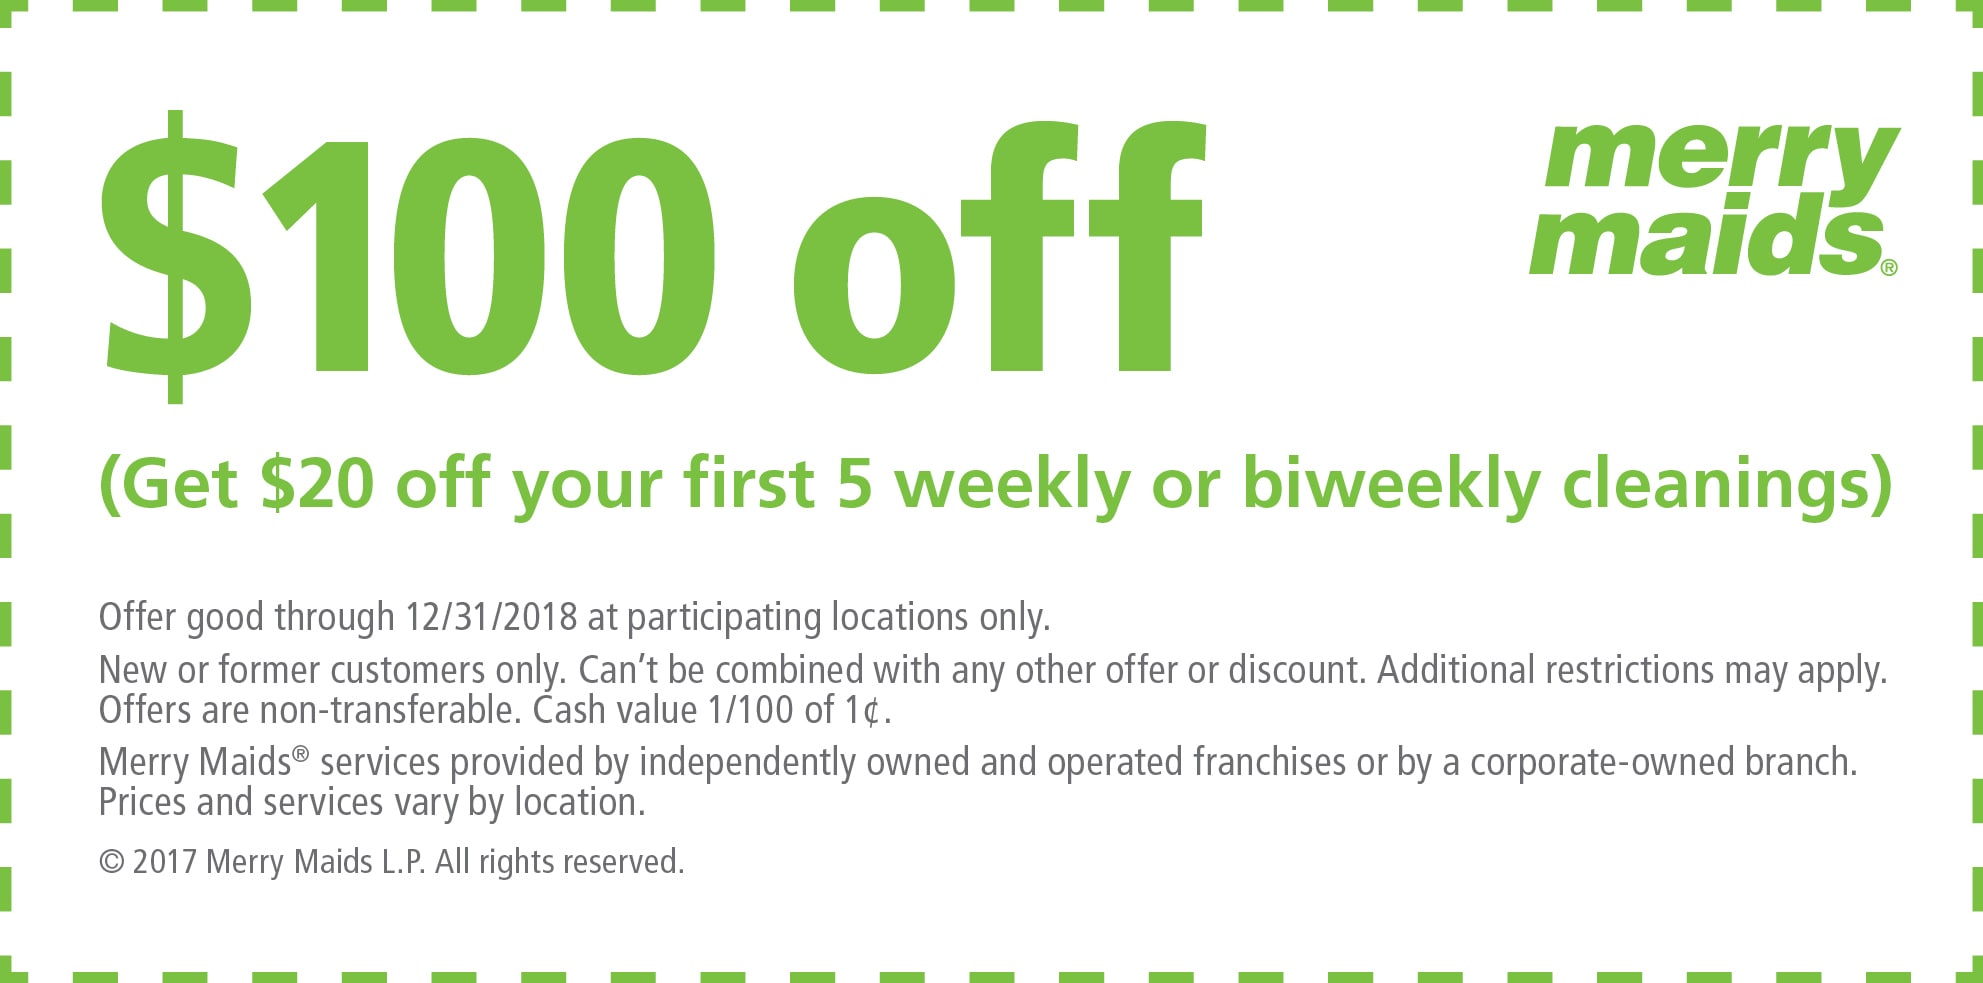 $100 off
merry
maids®
(Get $20 off your first 5 weekly or biweekly cleanings)
Offer good through 12/31/2018 at participating locations only.
New or former customers only. Can’t be combined with any other offer or discount. Additional restrictions may apply.
Offers are non-transferable. Cash value 1/100 of 1¢.
Merry Maids® services provided by independently owned and operated franchises or by a corporate-owned branch.
Prices and services vary by location.
© 2017 Merry Maids L.P. All rights reserved.